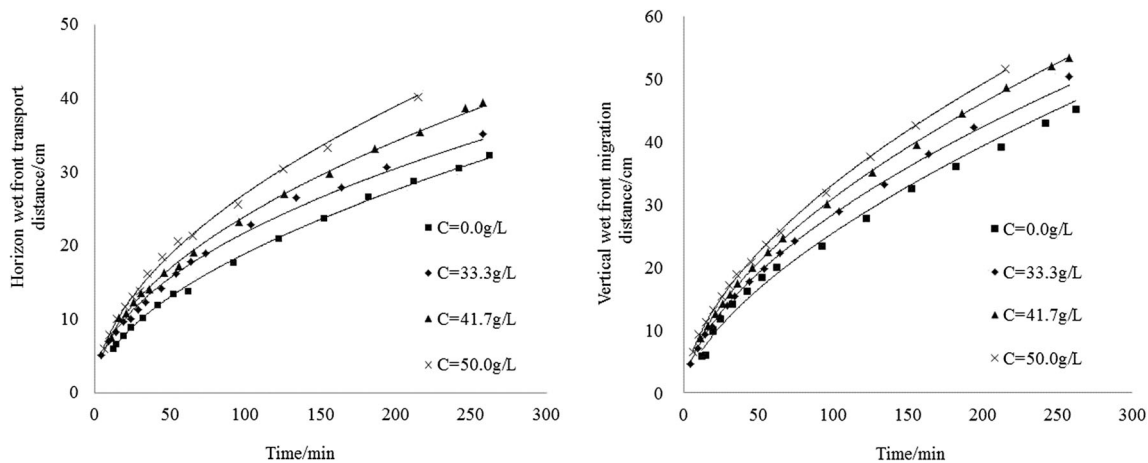 Horizon wet front transport
distance/cm
50
40
30
20
10
0
C=0.0g/L
C=33.3g/L
C=41.7g/L
C=50.0g/L
0 50 100 150 200 250 300
Time/min
Vertical wet front migration
distance/cm
60
50
40
30
20
10
0
C=0.0g/L
C=33.3g/L
C=41.7g/L
C=50.0g/L
0 50 100 150 200 250 300
Time/min